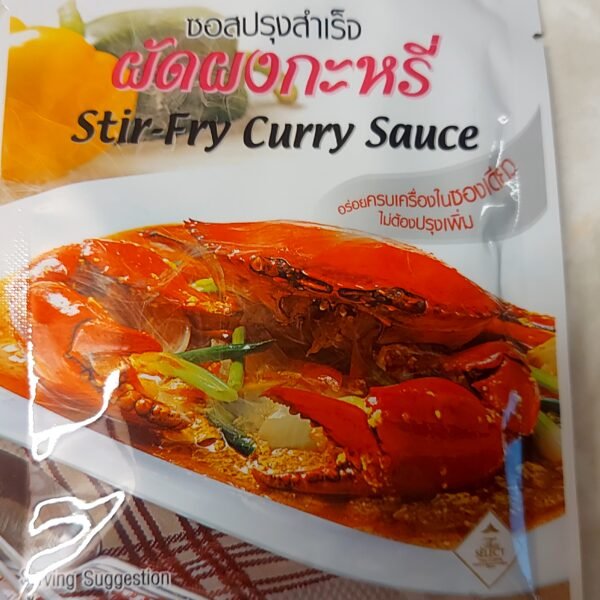 ซอสปรุงสำเร็จ
ผัดผงกะหรี่
Stir-Fry Curry Sauce
อร่อยครบเครื่องในซองเดียว
ไม่ต้องปรุงเพิ่ม
SELECT
Serving Suggestion